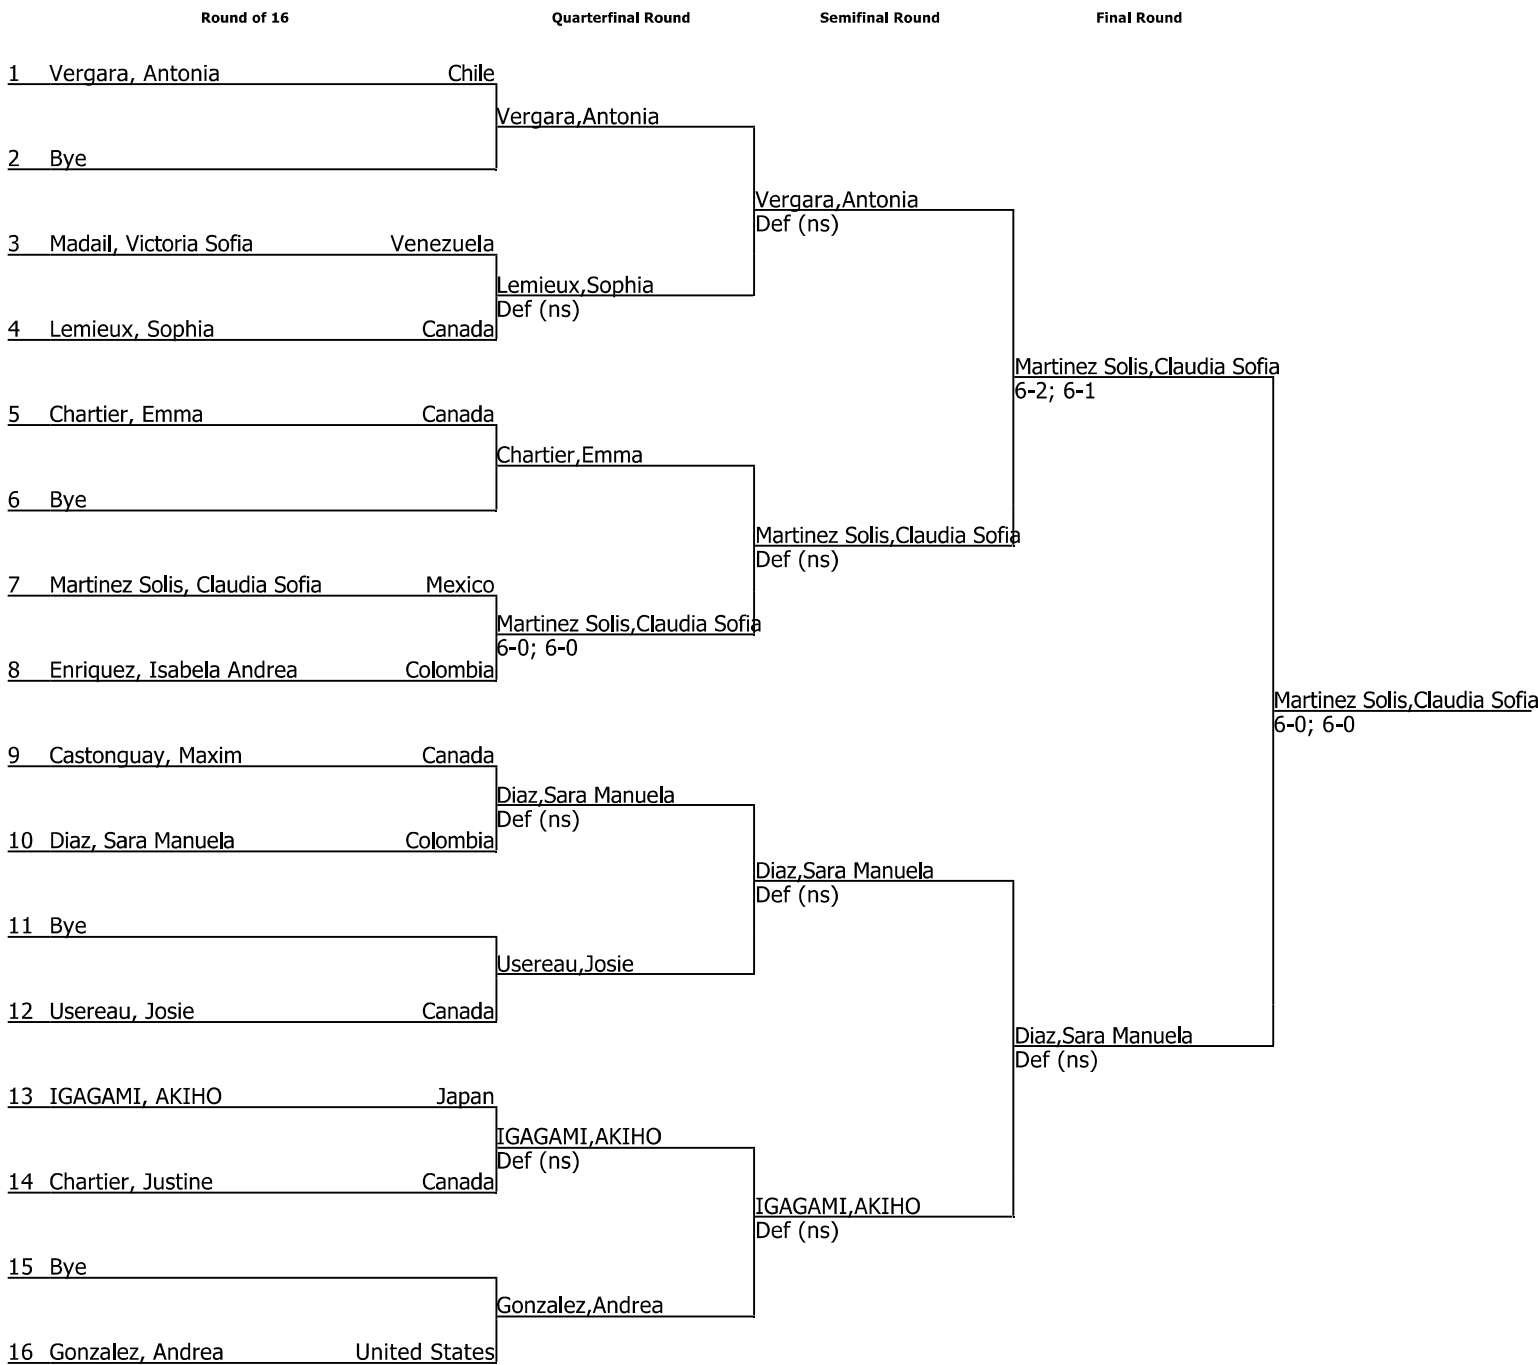 Round of 16 Quarterfinal Round Semifinal Round Final Round
1 Vergara, Antonia Chile
Vergara,Antonia
2 Bye
Vergara,Antonia
Def (ns)
3 Madail, Victoria Sofia Venezuela
Lemieux,Sophia
Def (ns)
4 Lemieux, Sophia Canada
Martinez Solis,Claudia Sofia
6-2; 6-1
5 Chartier, Emma Canada
Chartier,Emma
6 Bye
Martinez Solis,Claudia Sofia
Def (ns)
7 Martinez Solis, Claudia Sofia Mexico
Martinez Solis,Claudia Sofia
6-0; 6-0
8 Enriquez, Isabela Andrea Colombia
Martinez Solis,Claudia Sofia
6-0; 6-0
9 Castonguay, Maxim Canada
Diaz,Sara Manuela
Def (ns)
10 Diaz, Sara Manuela Colombia
Diaz,Sara Manuela
Def (ns)
11 Bye
Usereau,Josie
12 Usereau, Josie Canada
Diaz,Sara Manuela
Def (ns)
13 IGAGAMI, AKIHO Japan
IGAGAMI,AKIHO
Def (ns)
14 Chartier, Justine Canada
IGAGAMI,AKIHO
Def (ns)
15 Bye
Gonzalez,Andrea
16 Gonzalez, Andrea United States